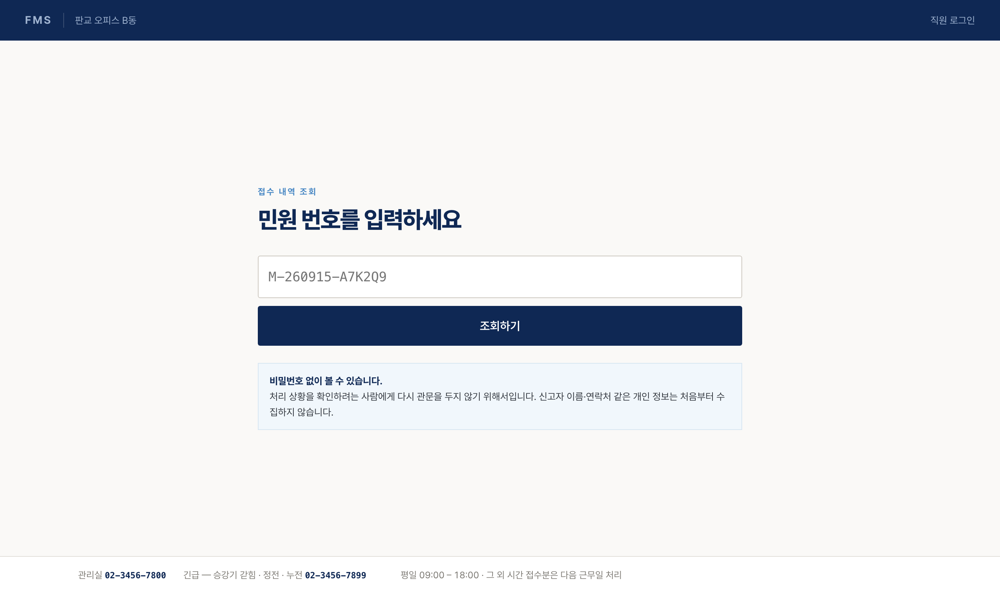 FMS
판교 오피스 B동
직원 로그인
접수 내역 조회
민원 번호를 입력하세요
M-260915-A7K2Q9
조회하기
비밀번호 없이 볼 수 있습니다.
처리 상황을 확인하려는 사람에게 다시 관문을 두지 않기 위해서입니다. 신고자 이름·연락처 같은 개인 정보는 처음부터 수
집하지 않습니다.
관리실 02-3456-7800 긴급 — 승강기 갇힘 · 정전 · 누전 02-3456-7899 평일 09:00 – 18:00 · 그 외 시간 접수분은 다음 근무일 처리